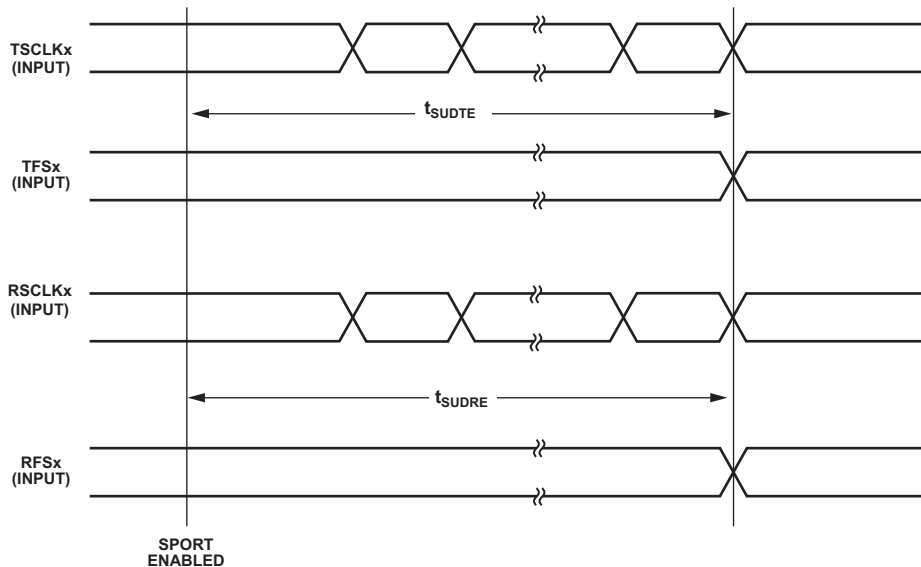 TSCLKx
(INPUT)
tSUDTE
TFSx
(INPUT)
RSCLKx
(INPUT)
tSUDRE
RFSx
(INPUT)
SPORT
ENABLED